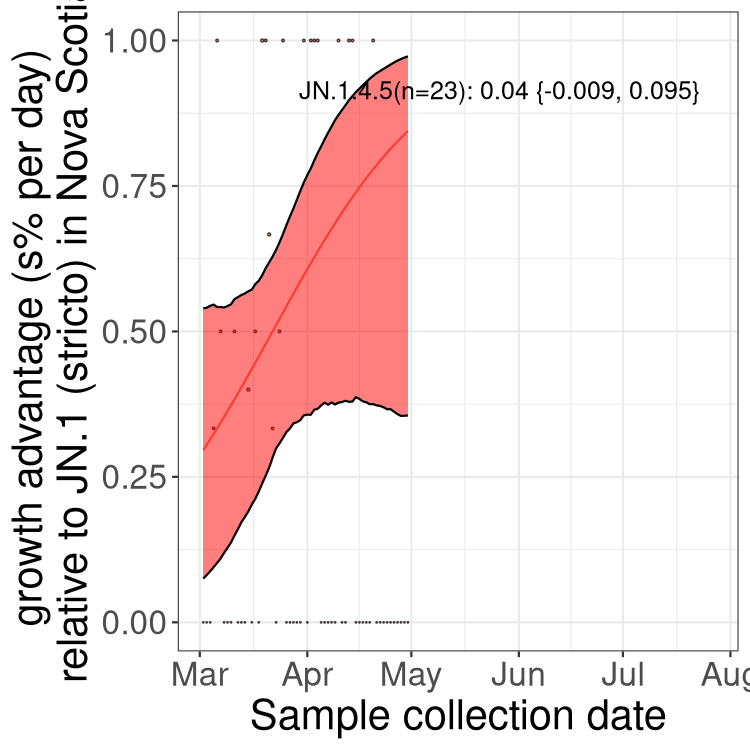 growth advantage (s% per day)
relative to JN.1 (stricto) in Nova Scotia
1.00
0.75
0.50
0.25
0.00
JN.1.4.5(n=23): 0.04 {-0.009, 0.095}
Mar Apr May Jun Jul Aug
Sample collection date